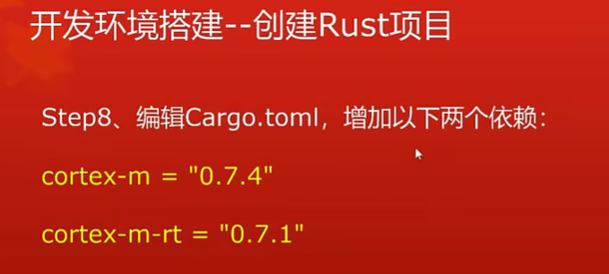 开发环境搭建--创建Rust项目
Step8、编辑Cargo.toml，增加以下两个依赖：
cortex-m = "0.7.4"
cortex-m-rt = "0.7.1"